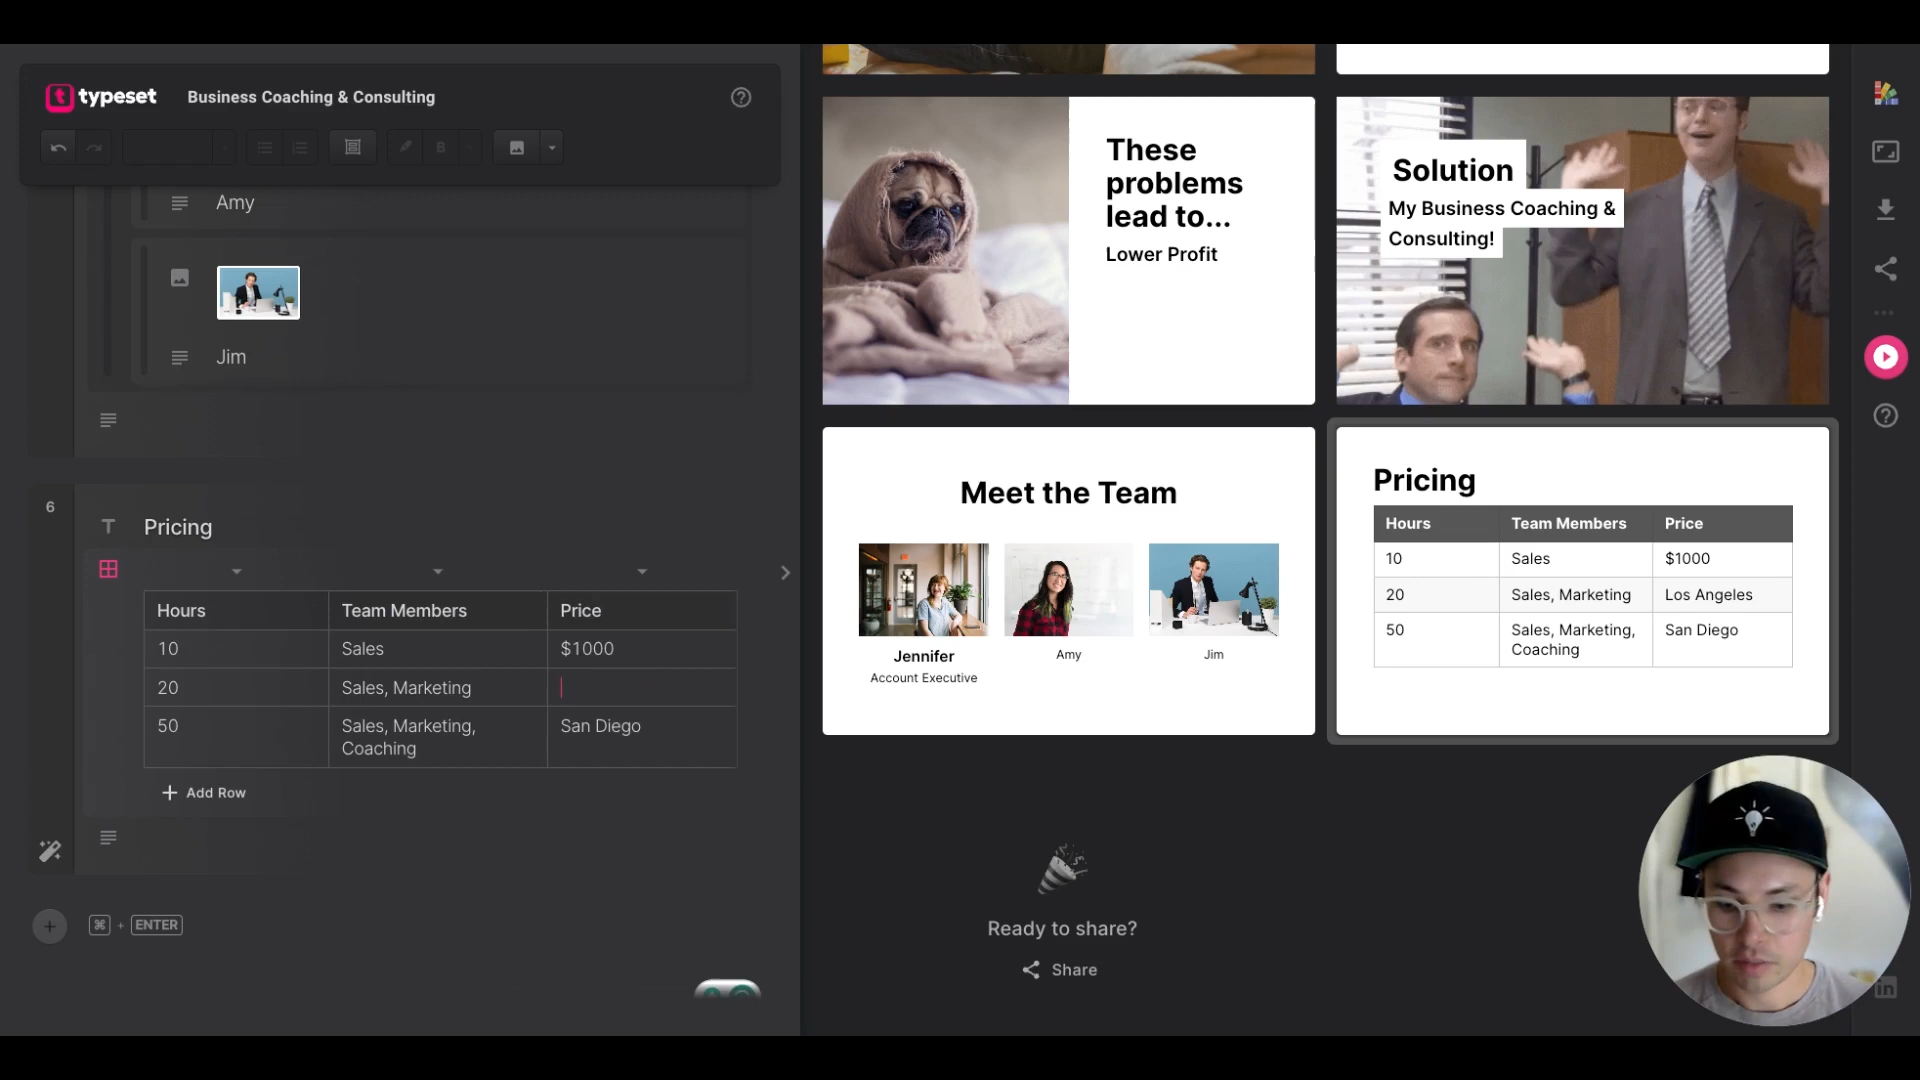 typeset
Business Coaching & Consulting
B
Amy
Jim
6
T
Pricing
Hours Team Members Price
10 Sales $1000
20 Sales, Marketing
50 Sales, Marketing, San Diego
Coaching
+ Add Row
⌘ + ENTER
These
problems
lead to...
Lower Profit
Solution
My Business Coaching &
Consulting!
Meet the Team
Jennifer
Account Executive
Amy
Jim
Pricing
Hours Team Members Price
10 Sales $1000
20 Sales, Marketing Los Angeles
50 Sales, Marketing, San Diego
Coaching
Ready to share?
Share
in